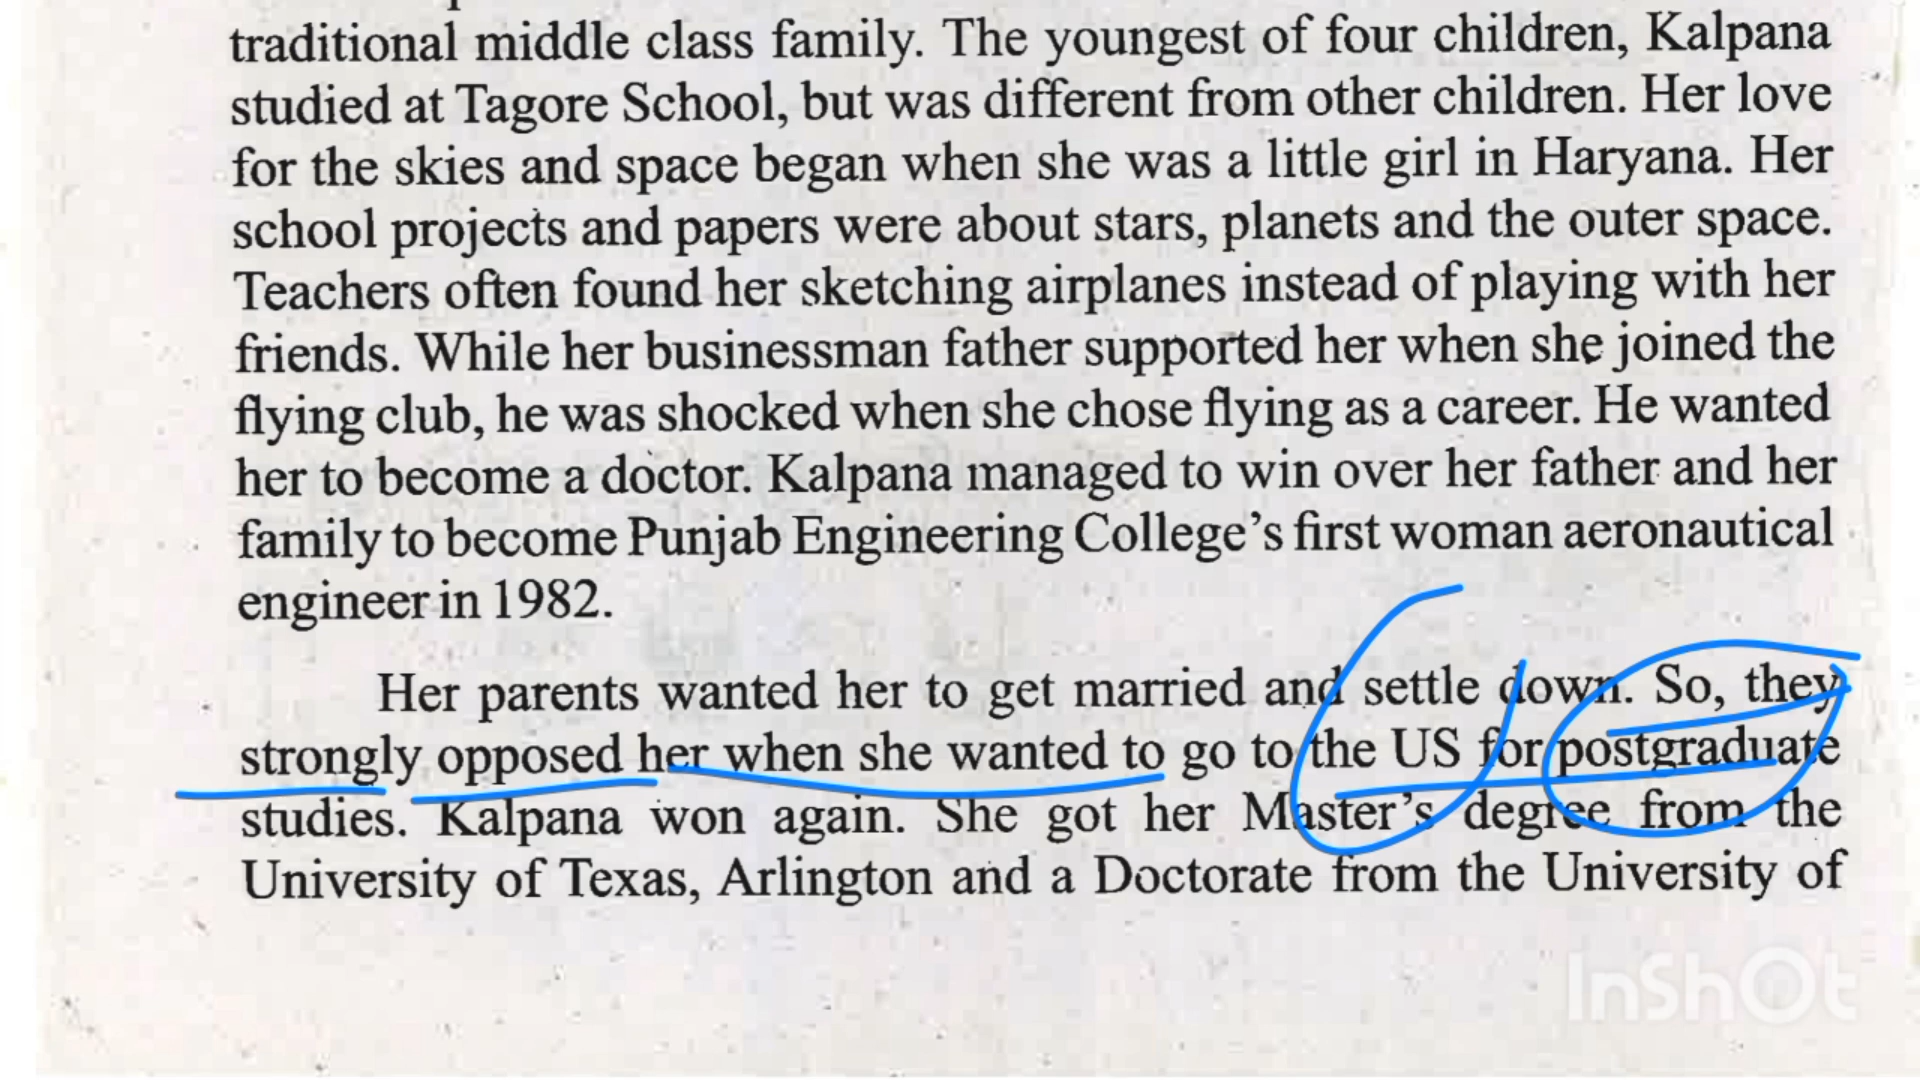 traditional middle class family. The youngest of four children, Kalpana
studied at Tagore School, but was different from other children. Her love
for the skies and space began when she was a little girl in Haryana. Her
school projects and papers were about stars, planets and the outer space.
Teachers often found her sketching airplanes instead of playing with her
friends. While her businessman father supported her when she joined the
flying club, he was shocked when she chose flying as a career. He wanted
her to become a doctor. Kalpana managed to win over her father and her
family to become Punjab Engineering College's first woman aeronautical
engineer in 1982.
Her parents wanted her to get married and settle down. So, they
strongly opposed her when she wanted to go to the US for postgraduate
studies. Kalpana won again. She got her Master's degree from the
University of Texas, Arlington and a Doctorate from the University of
InShOt